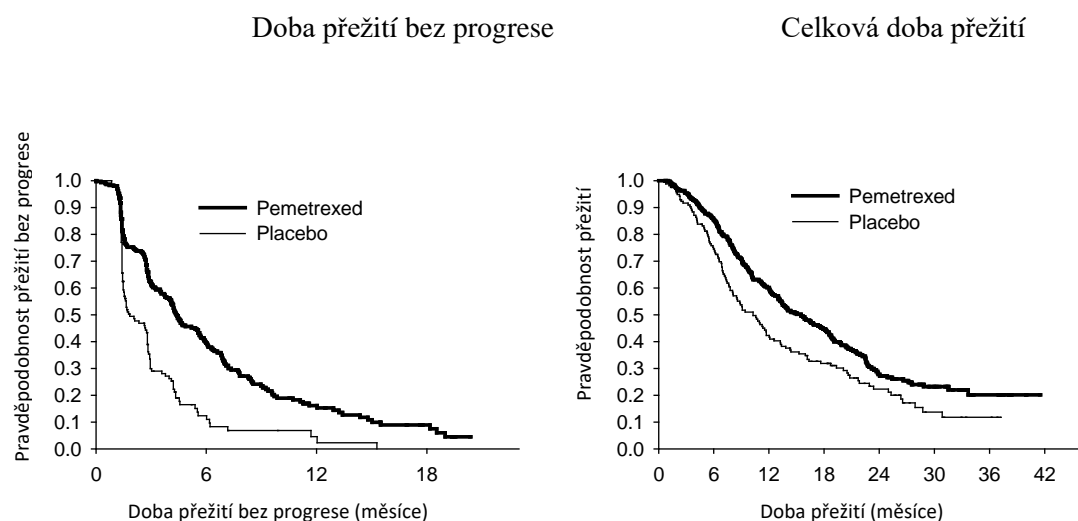 Doba přežití bez progrese
Celková doba přežití
Pravděpodobnost přežití bez progrese
1.0
0.9
0.8
0.7
0.6
0.5
0.4
0.3
0.2
0.1
0.0
Pemetrexed
Placebo
0 6 12 18
Doba přežití bez progrese (měsíce)
Pravděpodobnost přežití
1.0
0.9
0.8
0.7
0.6
0.5
0.4
0.3
0.2
0.1
0.0
Pemetrexed
Placebo
0 6 12 18 24 30 36 42
Doba přežití (měsíce)